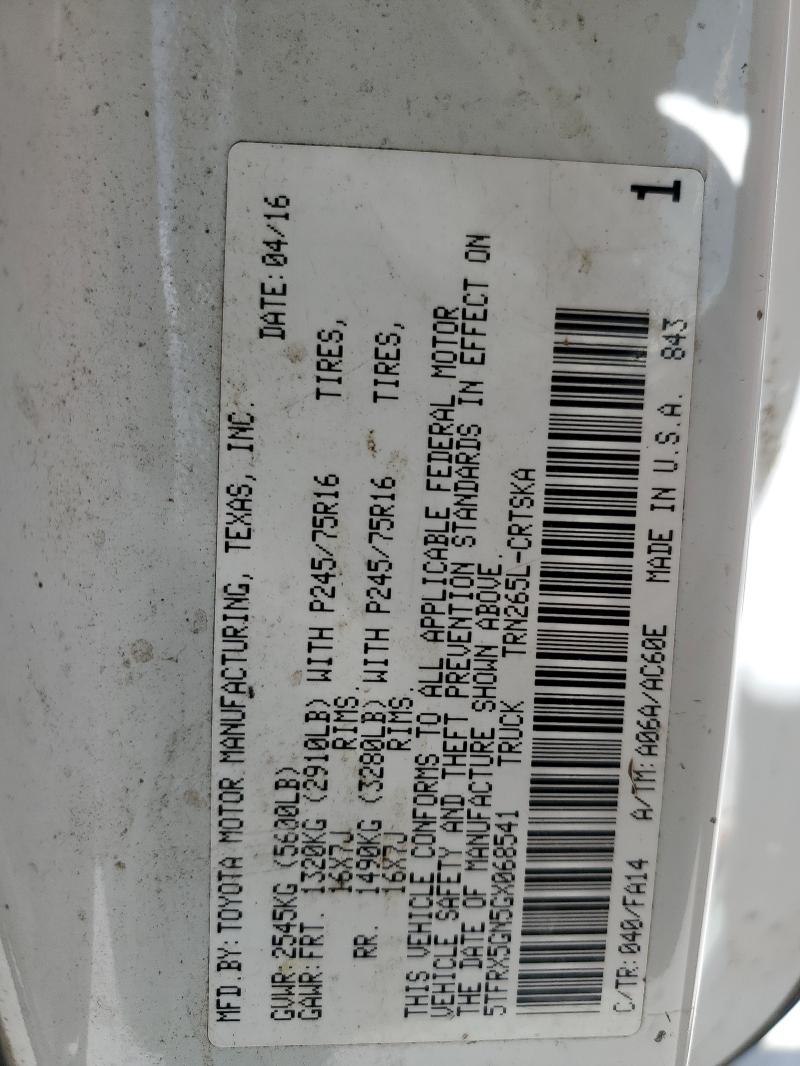 MFD.BY:TOYOTA MOTOR MANUFACTURING, TEXAS, INC.
DATE:04/16
GVWR:2545KG (5600LB)
GAWR:FRT. 1320KG (2910LB) WITH P245/75R16 TIRES,
16X7J RIMS.
RR. 1490KG (3280LB) WITH P245/75R16 TIRES,
16X7J RIMS.
THIS VEHICLE CONFORMS TO ALL APPLICABLE FEDERAL MOTOR
VEHICLE SAFETY AND THEFT PREVENTION STANDARDS IN EFFECT ON
THE DATE OF MANUFACTURE SHOWN ABOVE.
5TFRX5GN5GX068541 TRUCK TRN265L-CRTSKA
C/TR:040/FA14 A/TM:A06A/AC60E MADE IN U.S.A. 843
1